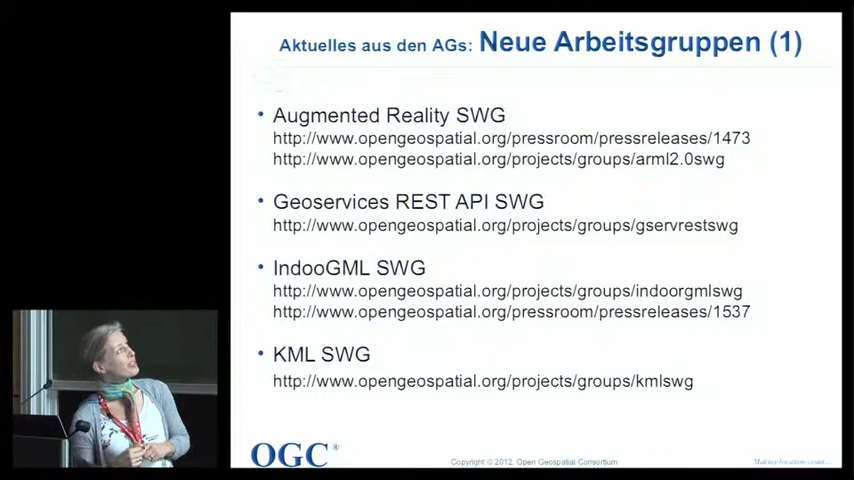 Aktuelles aus den AGs: Neue Arbeitsgruppen (1)
• Augmented Reality SWG
http://www.opengeospatial.org/pressroom/pressreleases/1473
http://www.opengeospatial.org/projects/groups/arml2.0swg
• Geoservices REST API SWG
http://www.opengeospatial.org/projects/groups/gservrestswg
• IndooGML SWG
http://www.opengeospatial.org/projects/groups/indoorgmlswg
http://www.opengeospatial.org/pressroom/pressreleases/1537
• KML SWG
http://www.opengeospatial.org/projects/groups/kmlswg
OGC®
Copyright © 2012, Open Geospatial Consortium